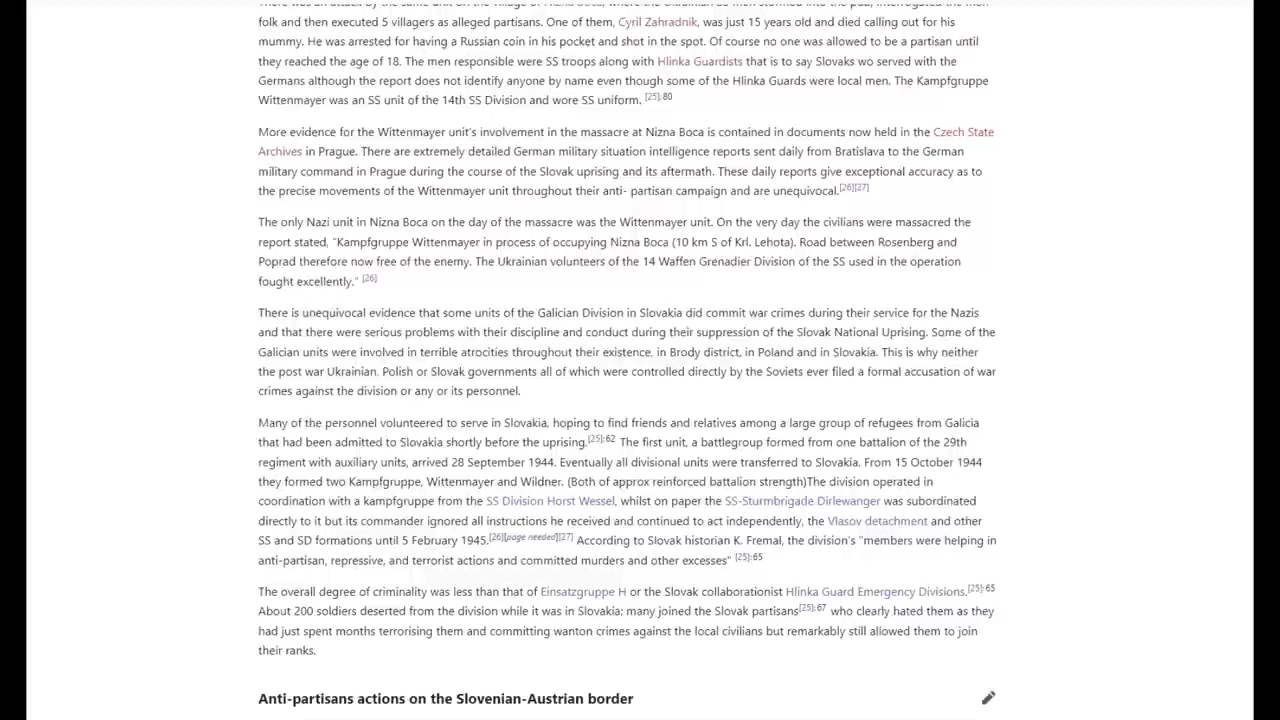 There was an attack by the same unit on the village of Nizna Boca, where the Ukrainian SS men stormed into the pub, interrogated the men
folk and then executed 5 villagers as alleged partisans. One of them, Cyril Zahradnik, was just 15 years old and died calling out for his
mummy. He was arrested for having a Russian coin in his pocket and shot in the spot. Of course no one was allowed to be a partisan until
they reached the age of 18. The men responsible were SS troops along with Hlinka Guardists that is to say Slovaks wo served with the
Germans although the report does not identify anyone by name even though some of the Hlinka Guards were local men. The Kampfgruppe
Wittenmayer was an SS unit of the 14th SS Division and wore SS uniform. [25]:80
More evidence for the Wittenmayer unit's involvement in the massacre at Nizna Boca is contained in documents now held in the Czech State
Archives in Prague. There are extremely detailed German military situation intelligence reports sent daily from Bratislava to the German
military command in Prague during the course of the Slovak uprising and its aftermath. These daily reports give exceptional accuracy as to
the precise movements of the Wittenmayer unit throughout their anti- partisan campaign and are unequivocal.[26][27]
The only Nazi unit in Nizna Boca on the day of the massacre was the Wittenmayer unit. On the very day the civilians were massacred the
report stated, "Kampfgruppe Wittenmayer in process of occupying Nizna Boca (10 km S of Krl. Lehota). Road between Rosenberg and
Poprad therefore now free of the enemy. The Ukrainian volunteers of the 14 Waffen Grenadier Division of the SS used in the operation
fought excellently." [26]
There is unequivocal evidence that some units of the Galician Division in Slovakia did commit war crimes during their service for the Nazis
and that there were serious problems with their discipline and conduct during their suppression of the Slovak National Uprising. Some of the
Galician units were involved in terrible atrocities throughout their existence, in Brody district, in Poland and in Slovakia. This is why neither
the post war Ukrainian. Polish or Slovak governments all of which were controlled directly by the Soviets ever filed a formal accusation of war
crimes against the division or any or its personnel.
Many of the personnel volunteered to serve in Slovakia, hoping to find friends and relatives among a large group of refugees from Galicia
that had been admitted to Slovakia shortly before the uprising.[25]:62 The first unit, a battlegroup formed from one battalion of the 29th
regiment with auxiliary units, arrived 28 September 1944. Eventually all divisional units were transferred to Slovakia. From 15 October 1944
they formed two Kampfgruppe, Wittenmayer and Wildner. (Both of approx reinforced battalion strength)The division operated in
coordination with a kampfgruppe from the SS Division Horst Wessel, whilst on paper the SS-Sturmbrigade Dirlewanger was subordinated
directly to it but its commander ignored all instructions he received and continued to act independently, the Vlasov detachment and other
SS and SD formations until 5 February 1945.[26][page needed][27] According to Slovak historian K. Fremal, the division's "members were helping in
anti-partisan, repressive, and terrorist actions and committed murders and other excesses" [25]:65
The overall degree of criminality was less than that of Einsatzgruppe H or the Slovak collaborationist Hlinka Guard Emergency Divisions.[25]:65
About 200 soldiers deserted from the division while it was in Slovakia; many joined the Slovak partisans[25]:67 who clearly hated them as they
had just spent months terrorising them and committing wanton crimes against the local civilians but remarkably still allowed them to join
their ranks.
Anti-partisans actions on the Slovenian-Austrian border